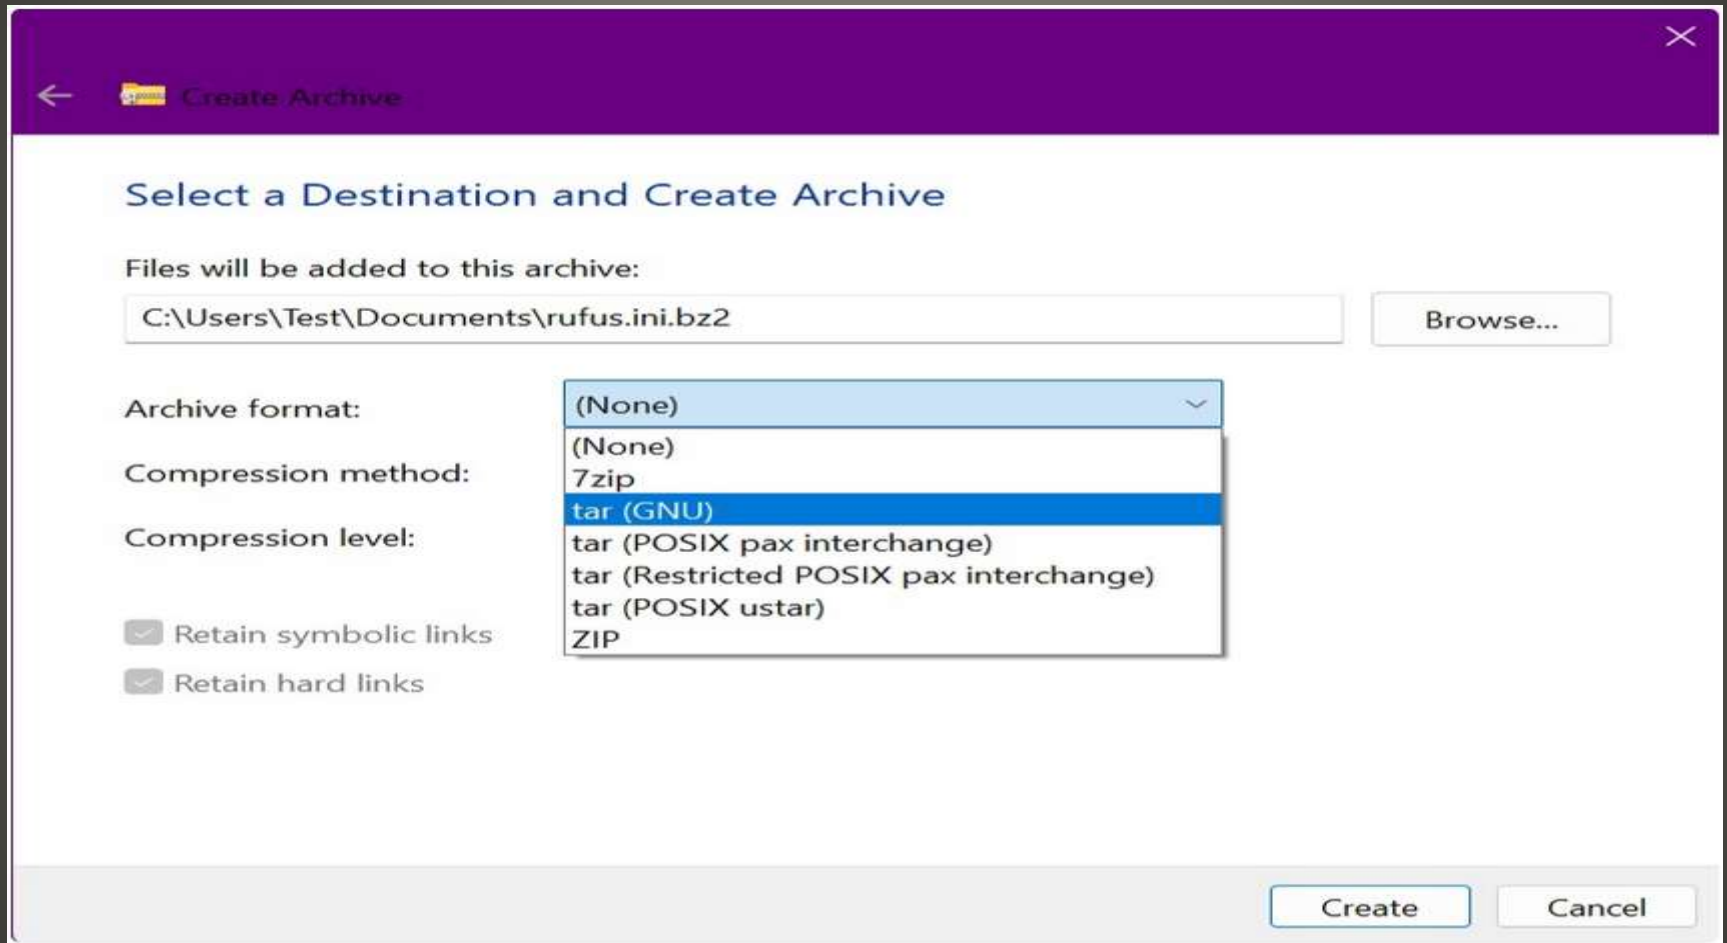 Create Archive
Select a Destination and Create Archive
Files will be added to this archive:
C:\Users\Test\Documents\rufus.ini.bz2
Browse...
Archive format:
(None)
(None)
7zip
tar (GNU)
tar (POSIX pax interchange)
tar (Restricted POSIX pax interchange)
tar (POSIX ustar)
ZIP
Compression method:
Compression level:
Retain symbolic links
Retain hard links
Create
Cancel